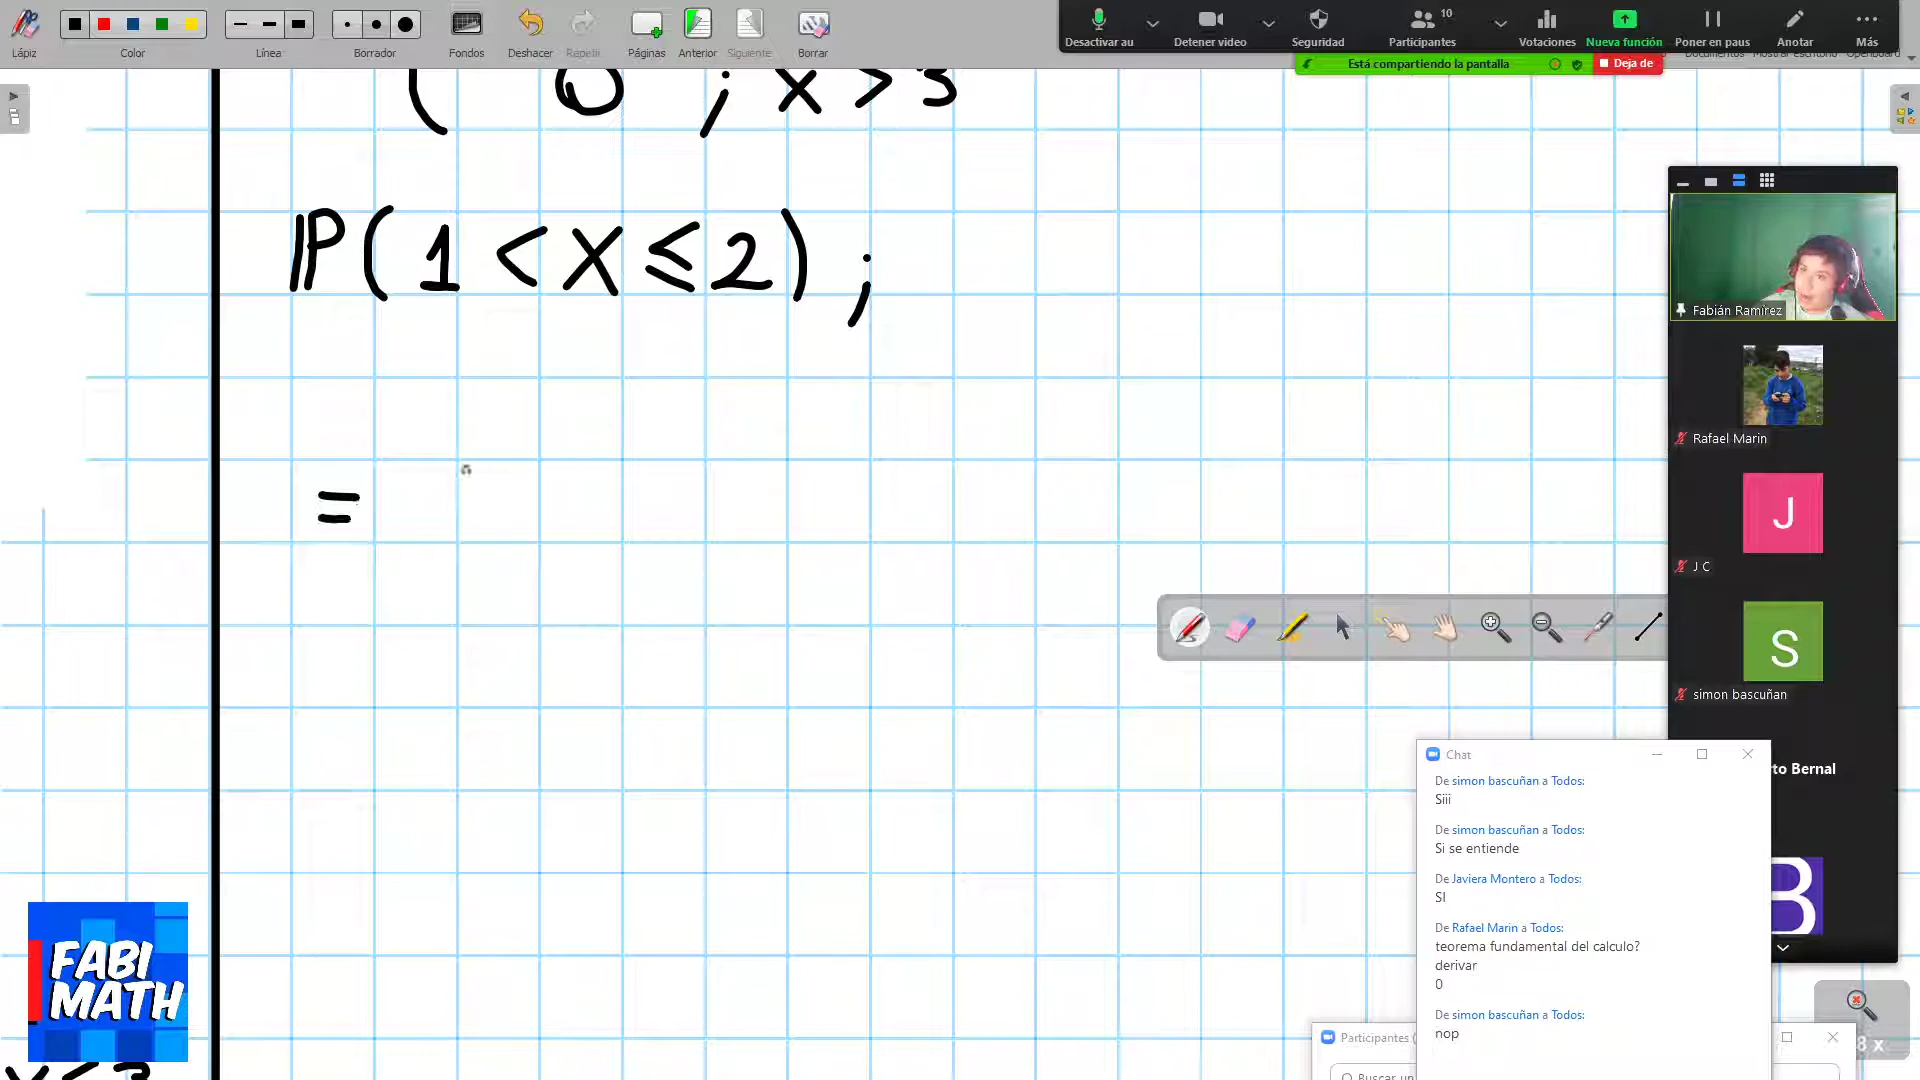 Lápiz
Color
Línea
Borrador
Fondos
Deshacer
Repetir
Páginas
Anterior
Siguiente
Borrar
Desactivar au
Detener video
Seguridad
Participantes
10
Votaciones
Nueva función
Poner en paus
Anotar
Más
Está compartiendo la pantalla
Deja de
( 0 ; x > 3
ℙ( 1 < X ≤ 2 ) ;
=
Fabián Ramírez
Rafael Marin
J
J C
S
simon bascuñan
to Bernal
B
Chat
De simon bascuñan a Todos:
Siii
De simon bascuñan a Todos:
Si se entiende
De Javiera Montero a Todos:
SI
De Rafael Marin a Todos:
teorema fundamental del calculo?
derivar
0
De simon bascuñan a Todos:
nop
Participantes (
Buscar un
8 x
FABI
MATH